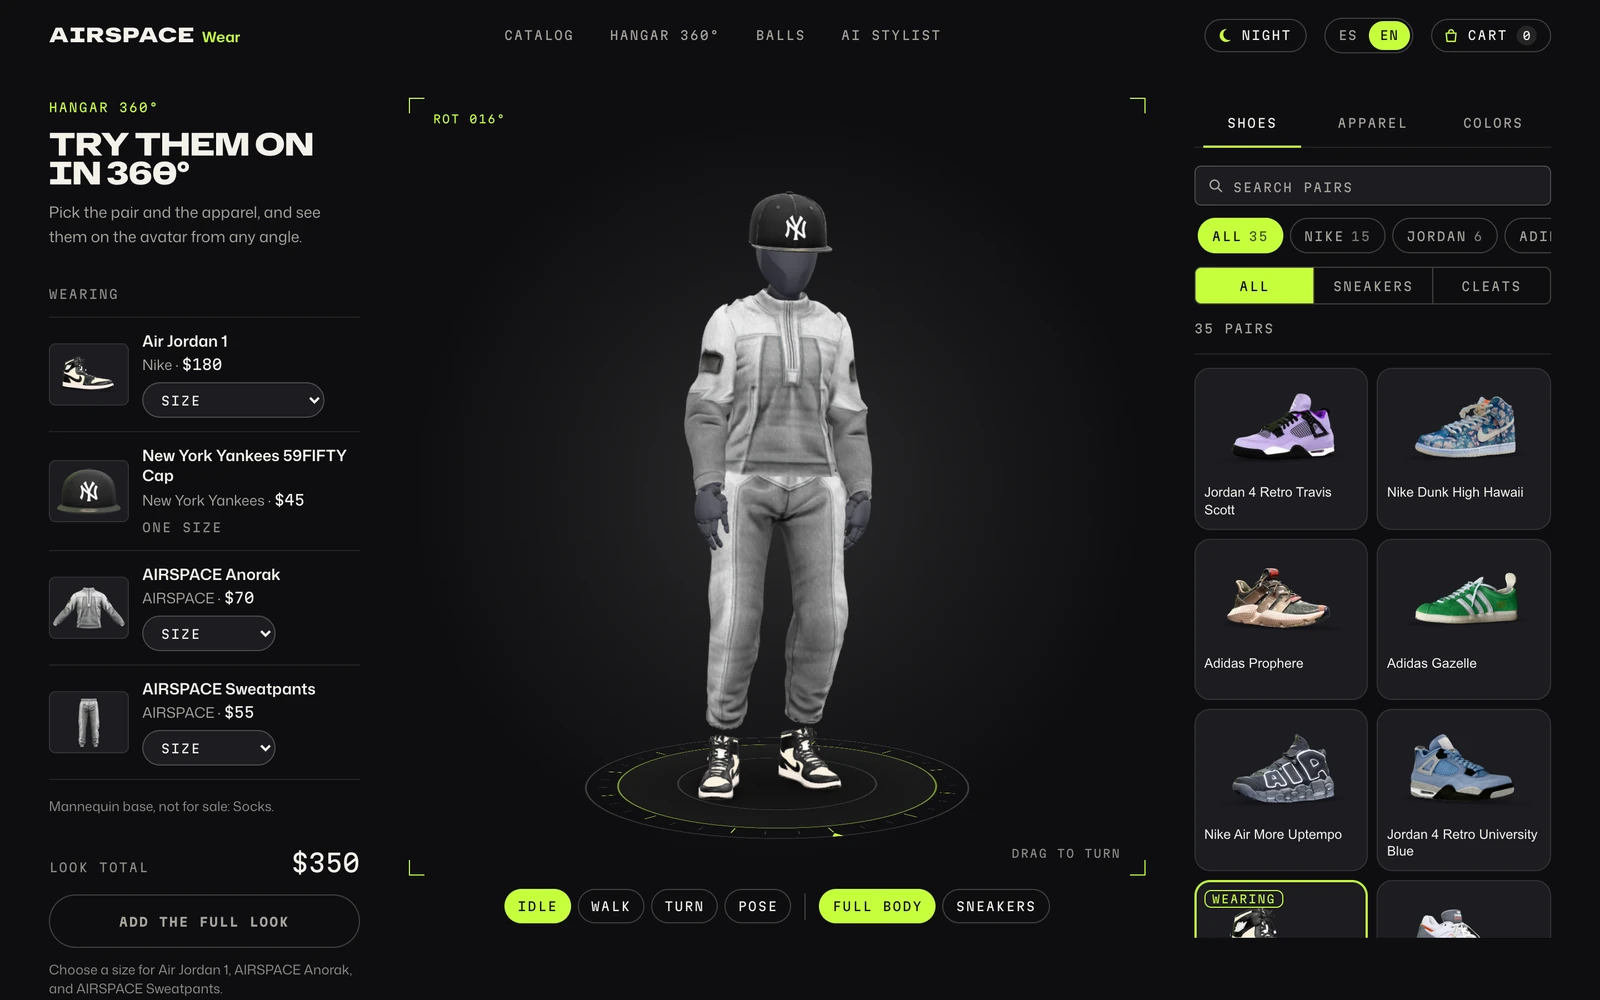 AIRSPACE Wear
CATALOG HANGAR 360° BALLS AI STYLIST
NIGHT ES EN CART 0
HANGAR 360°
TRY THEM ON
IN 360°
Pick the pair and the apparel, and see
them on the avatar from any angle.
WEARING
Air Jordan 1
Nike · $180
SIZE
NY
New York Yankees 59FIFTY
Cap
New York Yankees · $45
ONE SIZE
AIRSPACE Anorak
AIRSPACE · $70
SIZE
AIRSPACE Sweatpants
AIRSPACE · $55
SIZE
Mannequin base, not for sale: Socks.
LOOK TOTAL $350
ADD THE FULL LOOK
Choose a size for Air Jordan 1, AIRSPACE Anorak,
and AIRSPACE Sweatpants.
ROT 016°
NY
DRAG TO TURN
IDLE WALK TURN POSE FULL BODY SNEAKERS
SHOES APPAREL COLORS
SEARCH PAIRS
ALL 35 NIKE 15 JORDAN 6 ADI
ALL SNEAKERS CLEATS
35 PAIRS
Jordan 4 Retro Travis
Scott
Nike Dunk High Hawaii
Adidas Prophere
Adidas Gazelle
AIR
Nike Air More Uptempo
Jordan 4 Retro University
Blue
WEARING